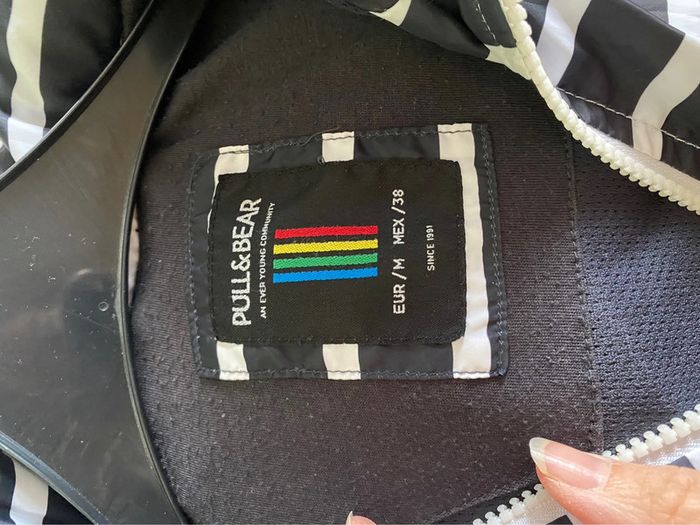 PULL&BEAR
AN EVER YOUNG COMMUNITY
EUR/M MEX/38
SINCE 1991